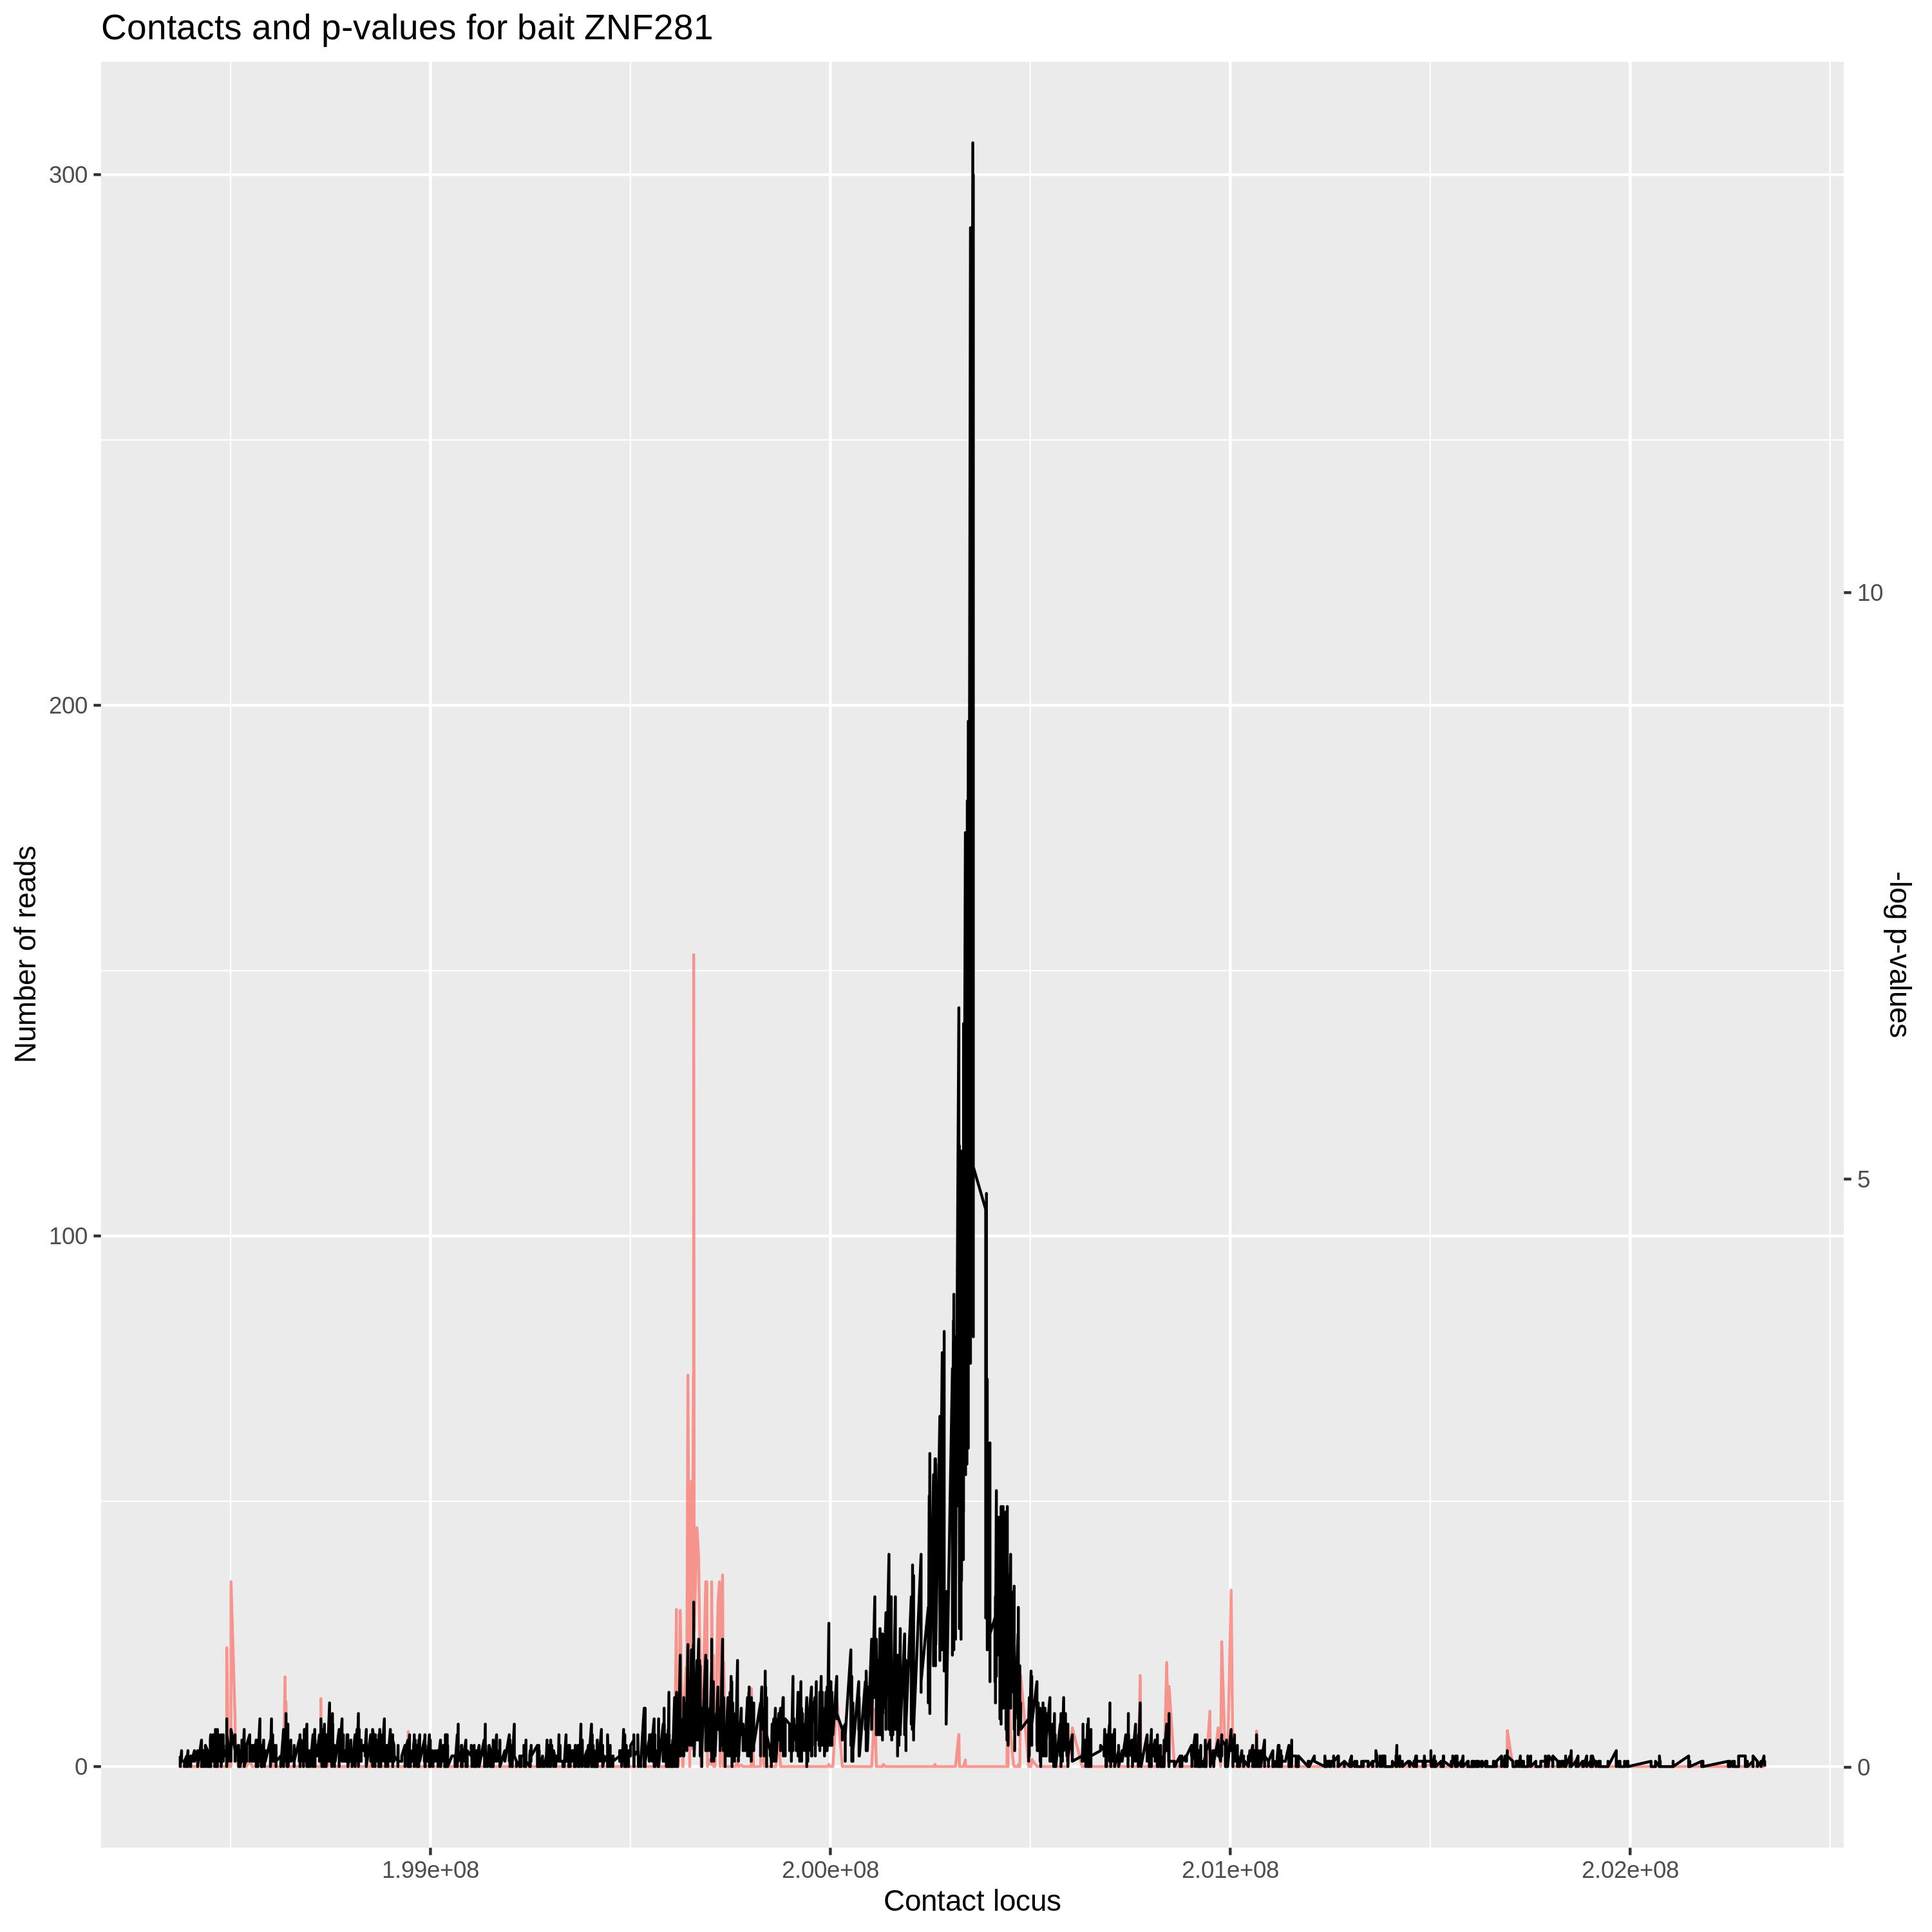 Contacts and p-values for bait ZNF281
300
200
100
0
Number of reads
10
5
0
-log p-values
1.99e+08
2.00e+08
2.01e+08
2.02e+08
Contact locus